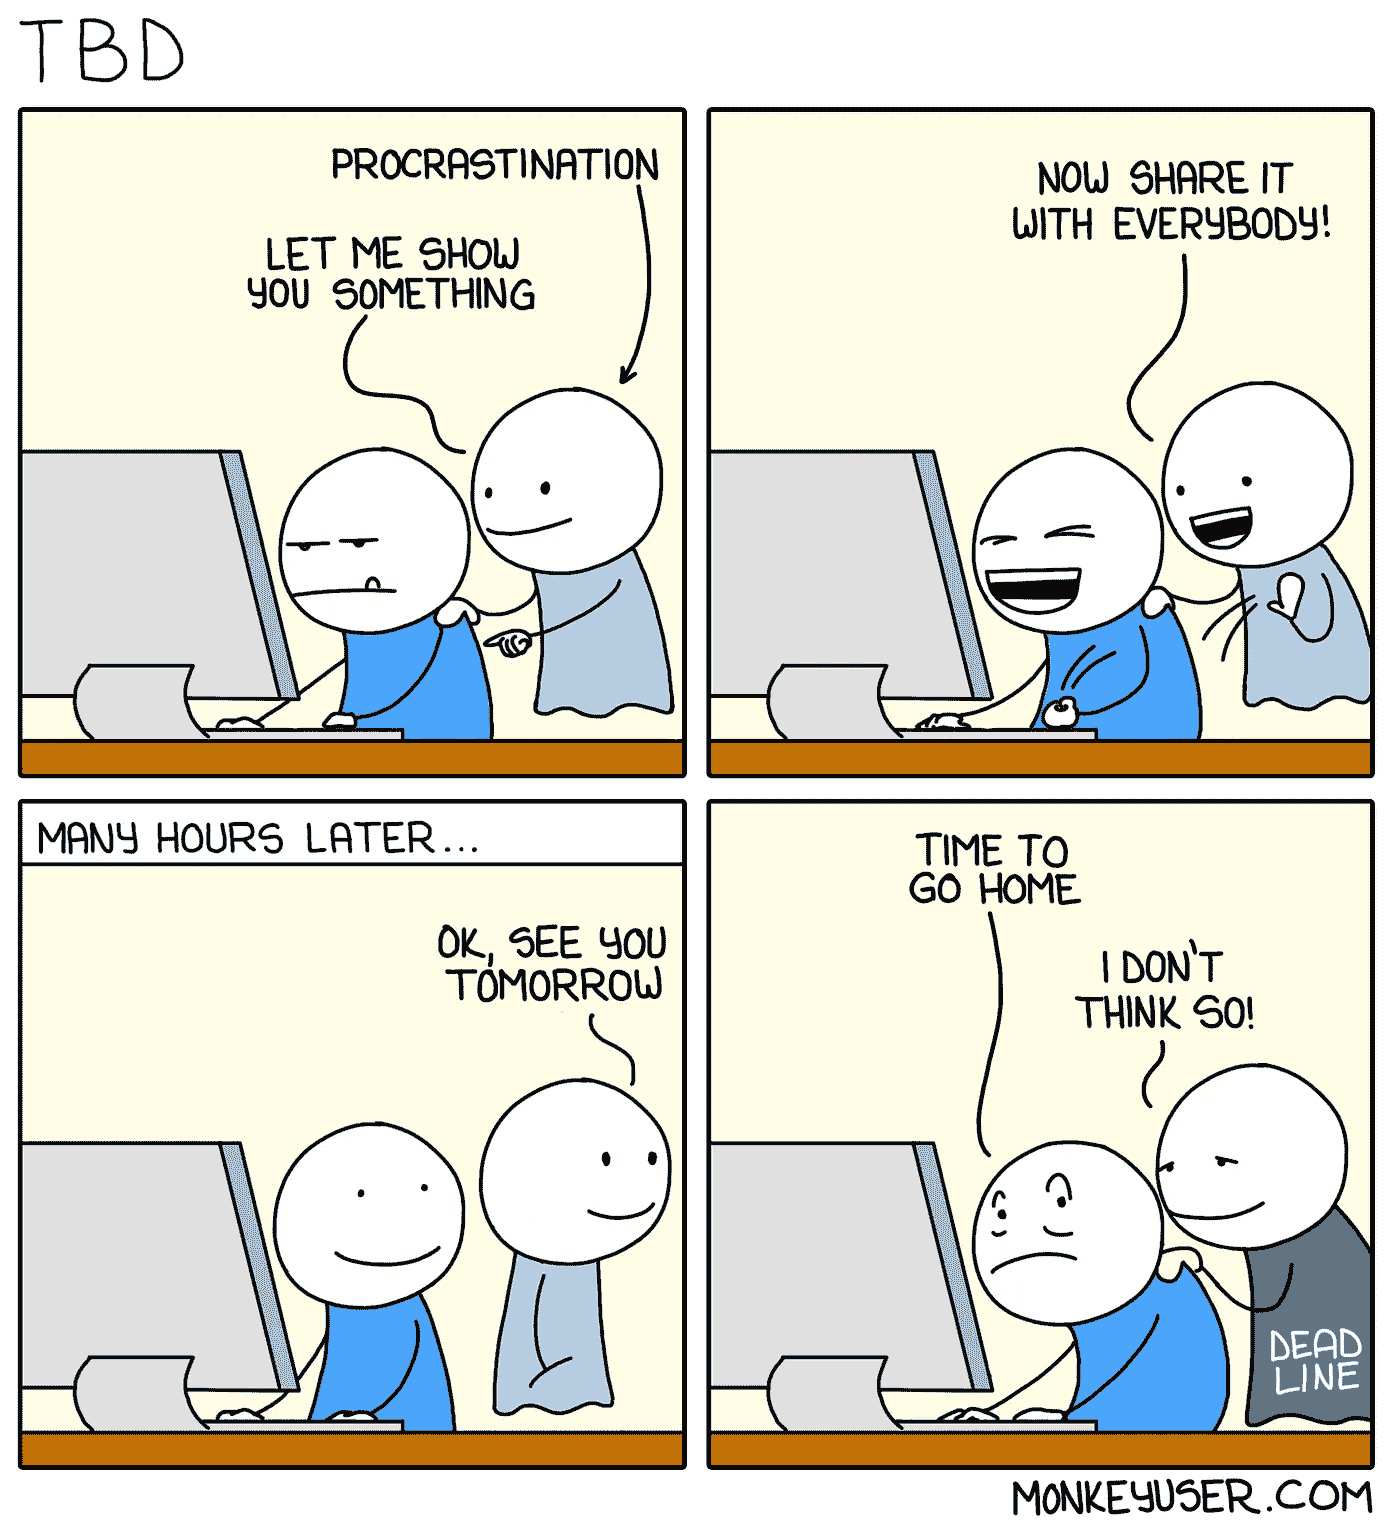 TBD
PROCRASTINATION
LET ME SHOW
YOU SOMETHING
NOW SHARE IT
WITH EVERYBODY!
MANY HOURS LATER...
OK, SEE YOU
TOMORROW
TIME TO
GO HOME
I DON'T
THINK SO!
DEAD
LINE
MONKEYUSER.COM